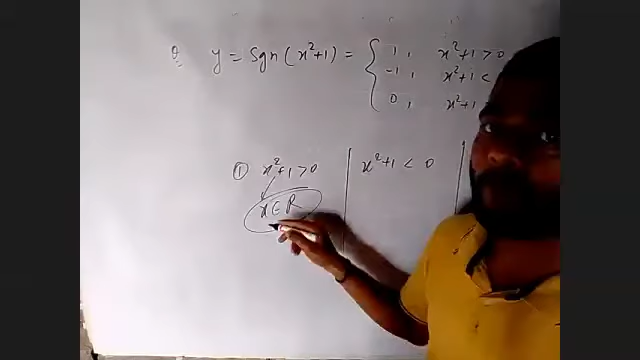 Q. y = Sgn(x²+1) = { 1, x²+1>0
-1, x²+1<
0, x²+1
① x²+1>0
x∈R
x²+1 < 0